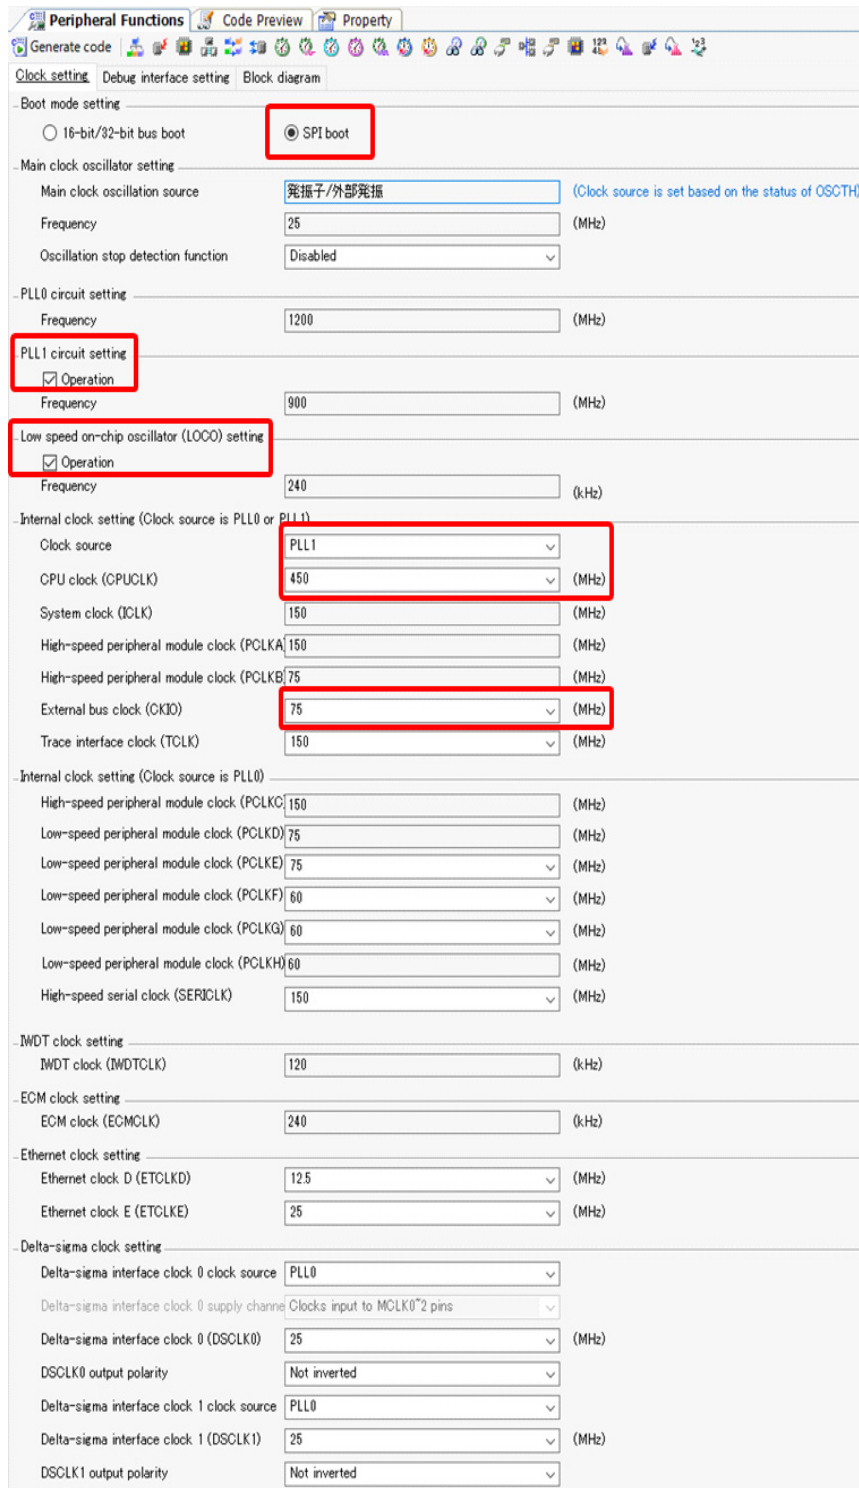 Peripheral Functions Code Preview Property
Generate code
Clock setting Debug interface setting Block diagram
Boot mode setting
16-bit/32-bit bus boot SPI boot
Main clock oscillator setting
Main clock oscillation source 発振子/外部発振 (Clock source is set based on the status of OSCTH)
Frequency 25 (MHz)
Oscillation stop detection function Disabled
PLL0 circuit setting
Frequency 1200 (MHz)
PLL1 circuit setting
Operation
Frequency 900 (MHz)
Low speed on-chip oscillator (LOCO) setting
Operation
Frequency 240 (kHz)
Internal clock setting (Clock source is PLL0 or PLL1)
Clock source PLL1
CPU clock (CPUCLK) 450 (MHz)
System clock (ICLK) 150 (MHz)
High-speed peripheral module clock (PCLKA) 150 (MHz)
High-speed peripheral module clock (PCLKB) 75 (MHz)
External bus clock (CKIO) 75 (MHz)
Trace interface clock (TCLK) 150 (MHz)
Internal clock setting (Clock source is PLL0)
High-speed peripheral module clock (PCLKC) 150 (MHz)
Low-speed peripheral module clock (PCLKD) 75 (MHz)
Low-speed peripheral module clock (PCLKE) 75 (MHz)
Low-speed peripheral module clock (PCLKF) 60 (MHz)
Low-speed peripheral module clock (PCLKG) 60 (MHz)
Low-speed peripheral module clock (PCLKH) 60 (MHz)
High-speed serial clock (SERICLK) 150 (MHz)
IWDT clock setting
IWDT clock (IWDTCLK) 120 (kHz)
ECM clock setting
ECM clock (ECMCLK) 240 (kHz)
Ethernet clock setting
Ethernet clock D (ETCLKD) 12.5 (MHz)
Ethernet clock E (ETCLKE) 25 (MHz)
Delta-sigma clock setting
Delta-sigma interface clock 0 clock source PLL0
Delta-sigma interface clock 0 supply channe Clocks input to MCLK0~2 pins
Delta-sigma interface clock 0 (DSCLK0) 25 (MHz)
DSCLK0 output polarity Not inverted
Delta-sigma interface clock 1 clock source PLL0
Delta-sigma interface clock 1 (DSCLK1) 25 (MHz)
DSCLK1 output polarity Not inverted